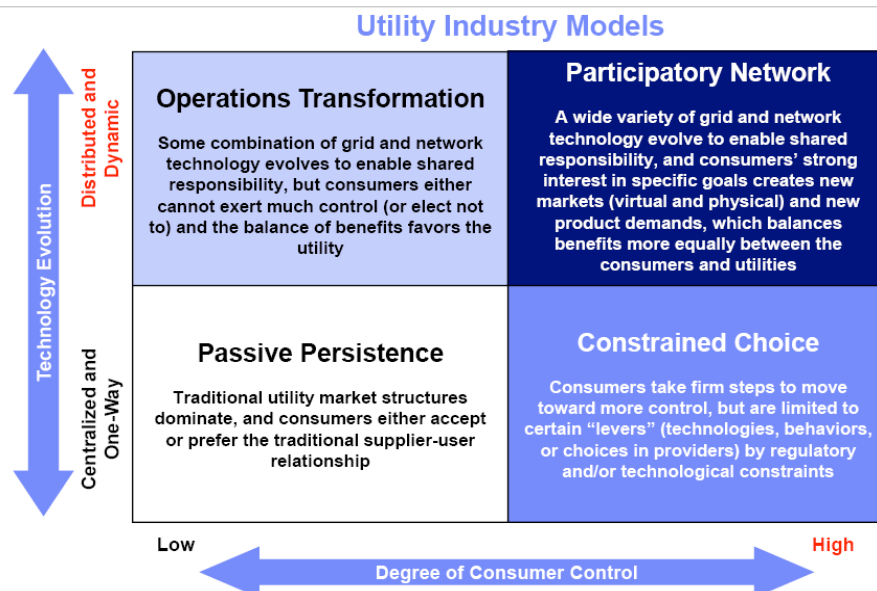 Utility Industry Models
Technology Evolution
Distributed and
Dynamic
Centralized and
One-Way
Operations Transformation
Some combination of grid and network
technology evolves to enable shared
responsibility, but consumers either
cannot exert much control (or elect not
to) and the balance of benefits favors the
utility
Participatory Network
A wide variety of grid and network
technology evolve to enable shared
responsibility, and consumers’ strong
interest in specific goals creates new
markets (virtual and physical) and new
product demands, which balances
benefits more equally between the
consumers and utilities
Passive Persistence
Traditional utility market structures
dominate, and consumers either accept
or prefer the traditional supplier-user
relationship
Constrained Choice
Consumers take firm steps to move
toward more control, but are limited to
certain “levers” (technologies, behaviors,
or choices in providers) by regulatory
and/or technological constraints
Low
High
Degree of Consumer Control